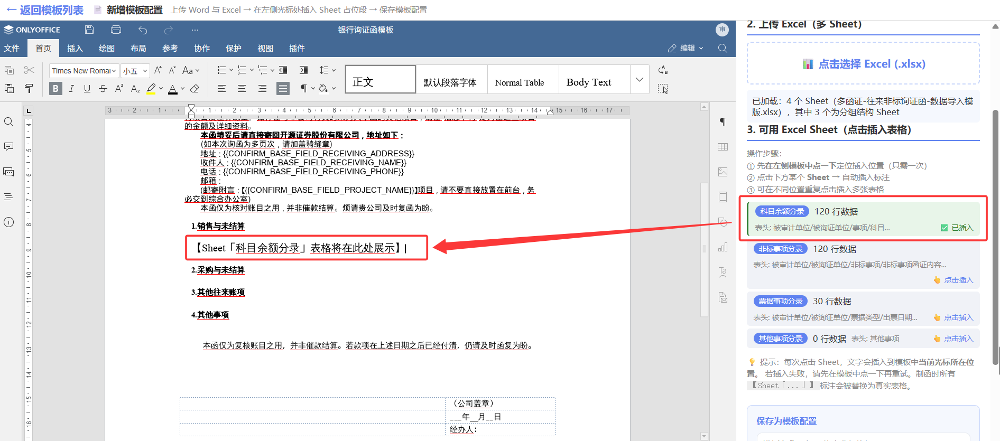 ← 返回模板列表 新增模板配置 上传 Word 与 Excel → 在左侧光标处插入 Sheet 占位段 → 保存模板配置
ONLYOFFICE
银行询证函模板
审
文件 首页 插入 绘图 布局 参考 协作 保护 视图 插件
编辑
Times New Roman 小五
正文 默认段落字体 Normal Table Body Text
的金额及详细资料。
本函填妥后请直接寄回开源证券股份有限公司，地址如下：
(如本次询函为多页次，请加盖骑缝章)
地址：{{CONFIRM_BASE_FIELD_RECEIVING_ADDRESS}}
收件人：{{CONFIRM_BASE_FIELD_RECEIVING_NAME}}
电话：{{CONFIRM_BASE_FIELD_RECEIVING_PHONE}}
邮箱：
(邮寄附言：【{{CONFIRM_BASE_FIELD_PROJECT_NAME}}】项目，请不要直接放置在前台，务
必交到综合办公室)
本函仅为核对账目之用，并非催款结算。烦请贵公司及时复函为盼。
1.销售与未结算
【Sheet「科目余额分录」表格将在此处展示】
2.采购与未结算
3.其他往来账项
4.其他事项
本函仅为复核账目之用，并非催款结算。若款项在上述日期之后已经付清，仍请及时函复为盼。
（公司盖章）
___年__月__日
经办人：
2. 上传 Excel（多 Sheet）
点击选择 Excel (.xlsx)
已加载：4 个 Sheet（多函证-往来非标询证函-数据导入模
版.xlsx），其中 3 个为分组结构 Sheet
3. 可用 Excel Sheet（点击插入表格）
操作步骤：
① 先在左侧模板中点一下定位插入位置（只需一次）
② 点击下方某个 Sheet → 自动插入标注
③ 可在不同位置重复点击插入多张表格
科目余额分录 120 行数据
表头: 被审计单位/被询证单位/事项/科目...
已插入
非标事项分录 120 行数据
表头: 被审计单位/被询证单位/非标事项/非标事项函证内容...
点击插入
票据事项分录 30 行数据
表头: 被审计单位/被询证单位/票据类型/出票日期...
点击插入
其他事项分录 0 行数据 表头: 其他事项 点击插入
提示：每次点击 Sheet，文字会插入到模板中当前光标所在位
置。 若插入失败，请先在模板中点一下再重试。制函时所有
【Sheet「...」】 标注会被替换为真实表格。
保存为模板配置